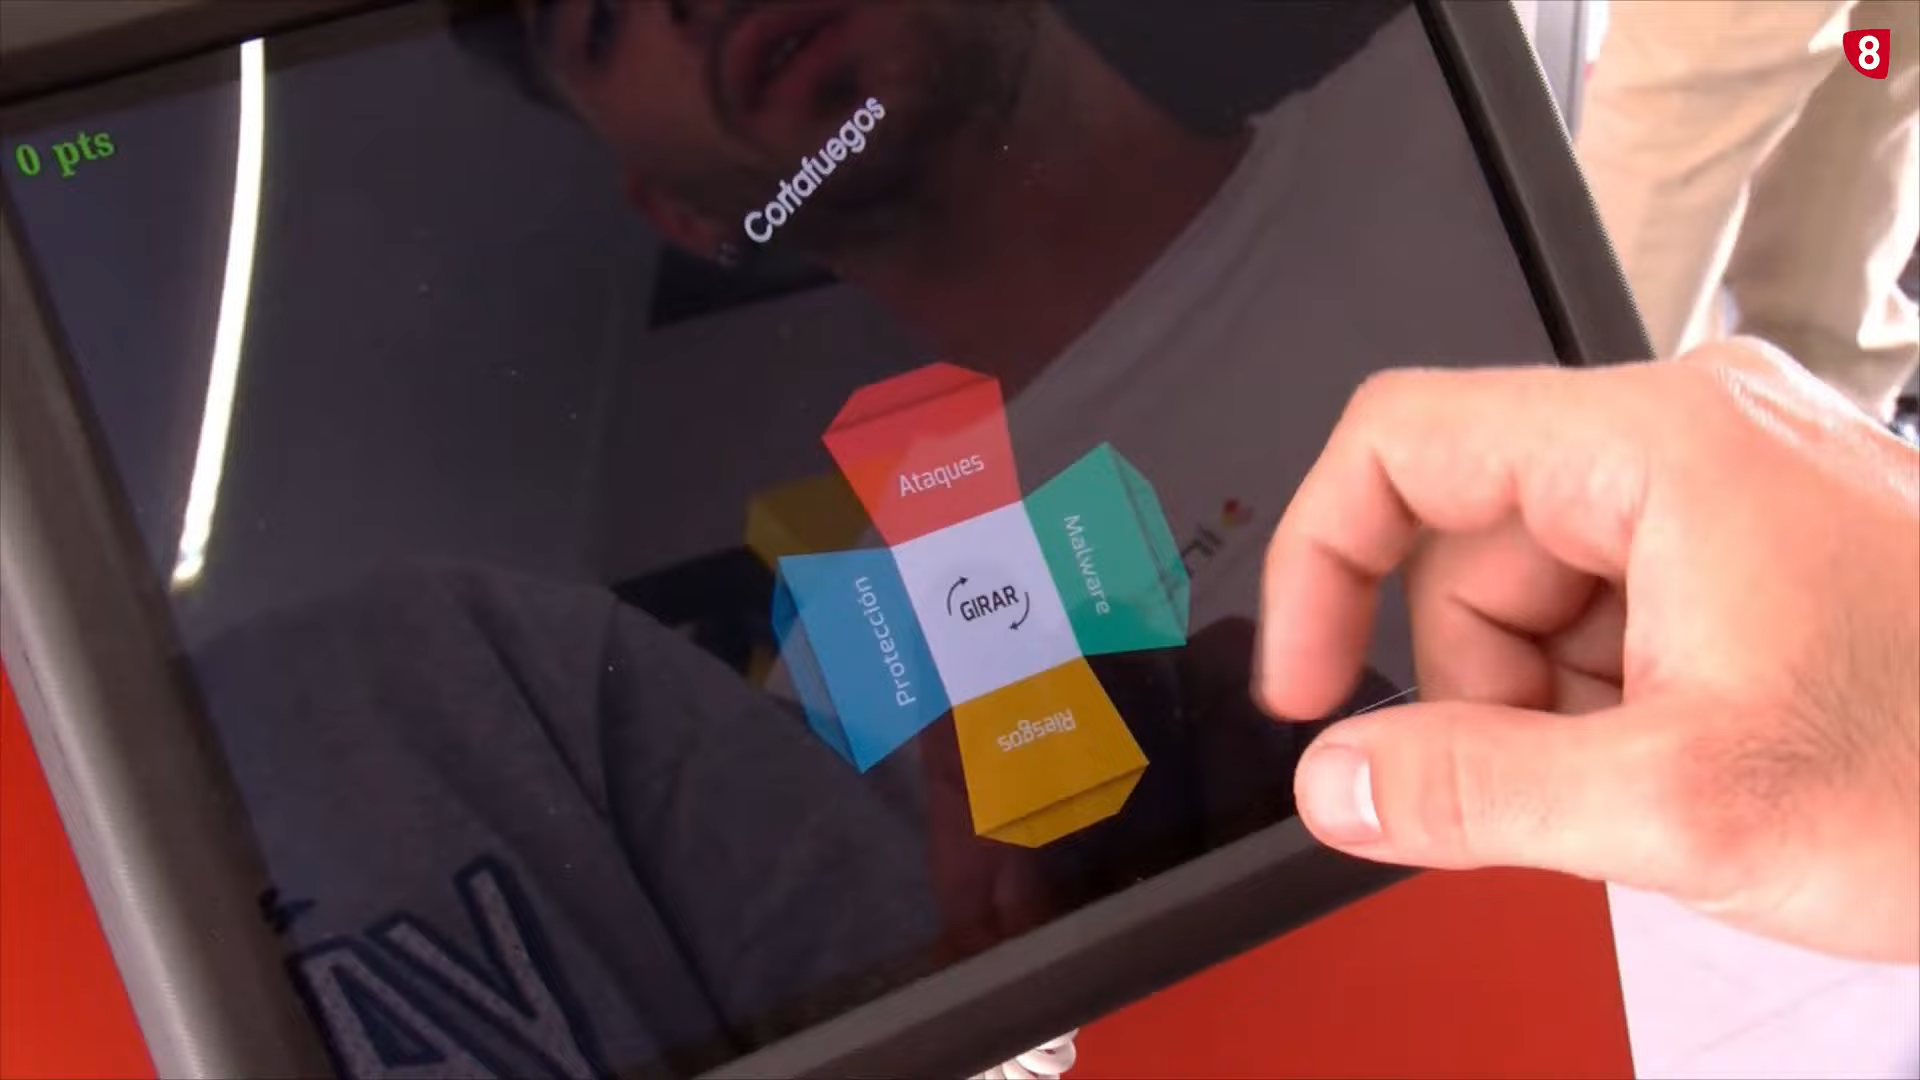 8
0 pts
Cortafuegos
Ataques
Malware
GIRAR
Protección
Riesgos